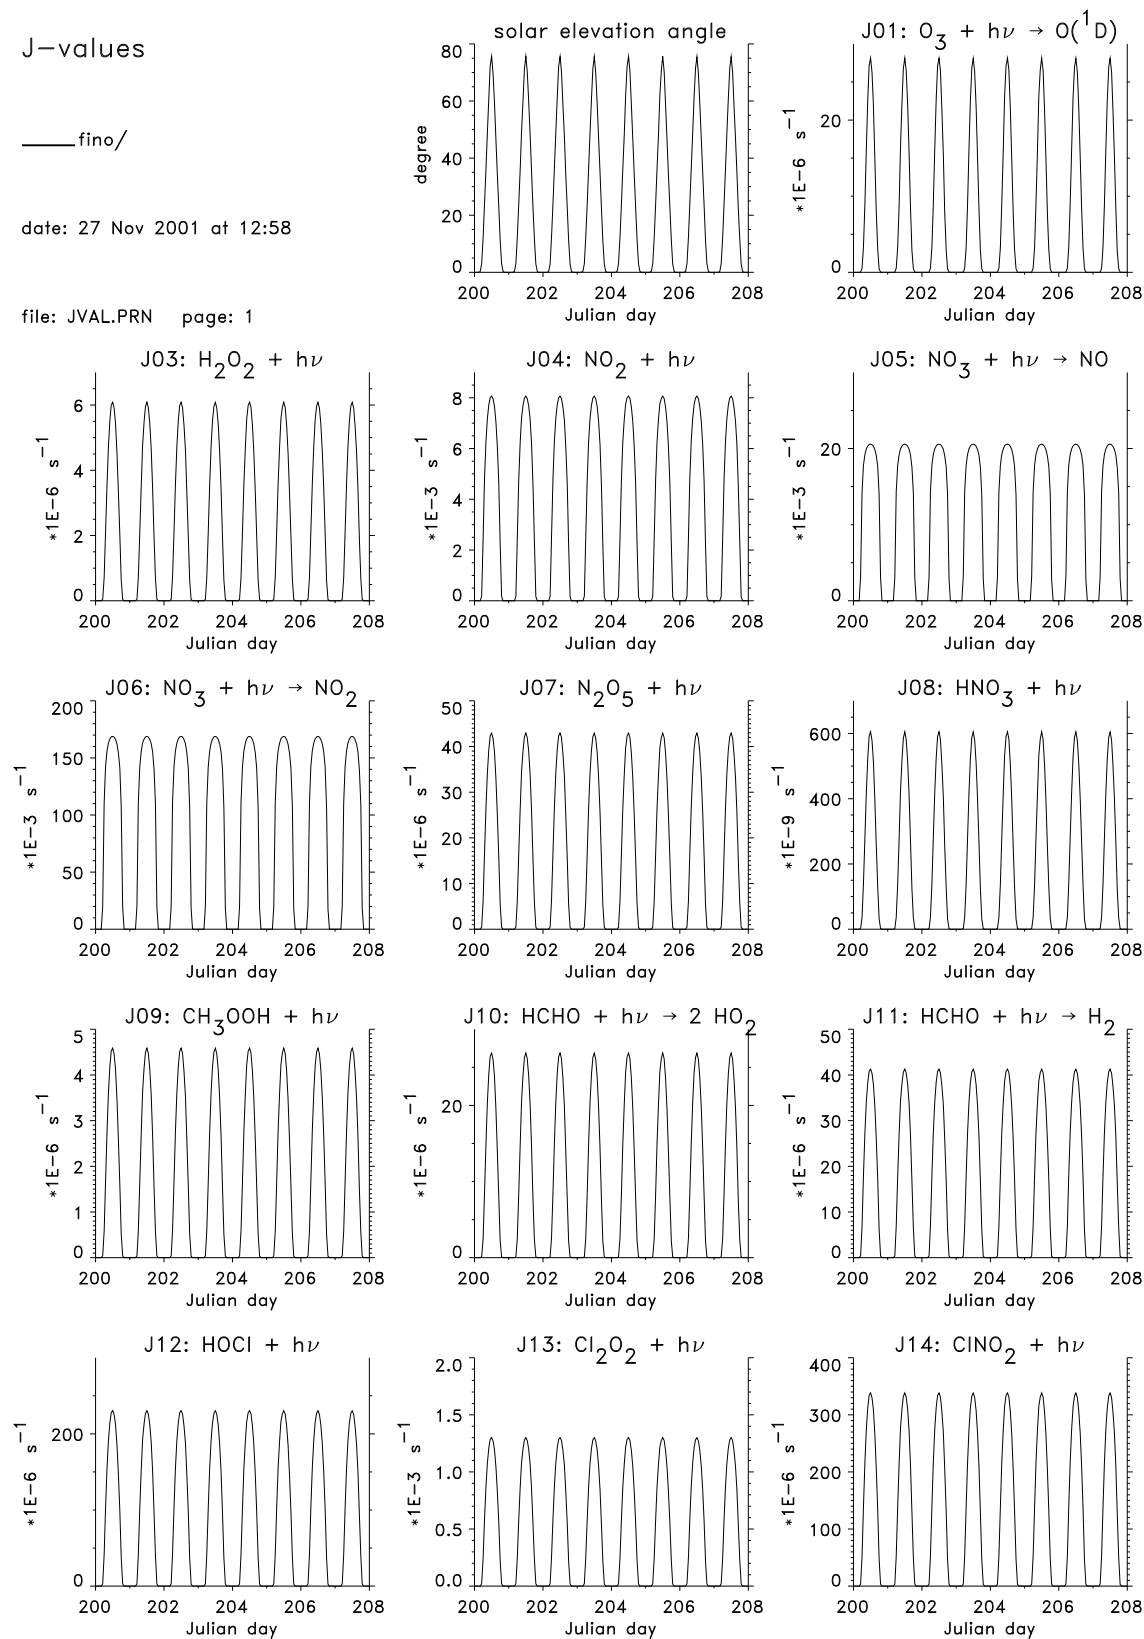 J-values
fino/
date: 27 Nov 2001 at 12:58
file: JVAL.PRN page: 1
solar elevation angle
degree
80
60
40
20
0
200 202 204 206 208
Julian day
J01: O3 + hν → O(¹D)
*1E-6 s⁻¹
20
0
200 202 204 206 208
Julian day
J03: H2O2 + hν
*1E-6 s⁻¹
6
4
2
0
200 202 204 206 208
Julian day
J04: NO2 + hν
*1E-3 s⁻¹
8
6
4
2
0
200 202 204 206 208
Julian day
J05: NO3 + hν → NO
*1E-3 s⁻¹
20
0
200 202 204 206 208
Julian day
J06: NO3 + hν → NO2
*1E-3 s⁻¹
200
150
100
50
0
200 202 204 206 208
Julian day
J07: N2O5 + hν
*1E-6 s⁻¹
50
40
30
20
10
0
200 202 204 206 208
Julian day
J08: HNO3 + hν
*1E-9 s⁻¹
600
400
200
0
200 202 204 206 208
Julian day
J09: CH3OOH + hν
*1E-6 s⁻¹
5
4
3
2
1
0
200 202 204 206 208
Julian day
J10: HCHO + hν → 2 HO2
*1E-6 s⁻¹
20
0
200 202 204 206 208
Julian day
J11: HCHO + hν → H2
*1E-6 s⁻¹
50
40
30
20
10
0
200 202 204 206 208
Julian day
J12: HOCl + hν
*1E-6 s⁻¹
200
0
200 202 204 206 208
Julian day
J13: Cl2O2 + hν
*1E-3 s⁻¹
2.0
1.5
1.0
0.5
0.0
200 202 204 206 208
Julian day
J14: ClNO2 + hν
*1E-6 s⁻¹
400
300
200
100
0
200 202 204 206 208
Julian day